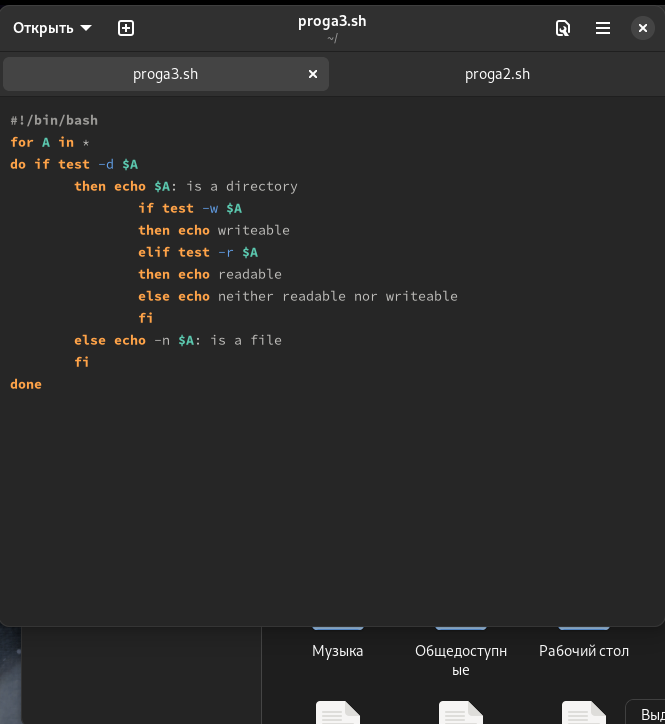 Открыть
proga3.sh
~/
proga3.sh
proga2.sh
#!/bin/bash
for A in *
do if test -d $A
then echo $A: is a directory
if test -w $A
then echo writeable
elif test -r $A
then echo readable
else echo neither readable nor writeable
fi
else echo -n $A: is a file
fi
done
Музыка
Общедоступн
ые
Рабочий стол